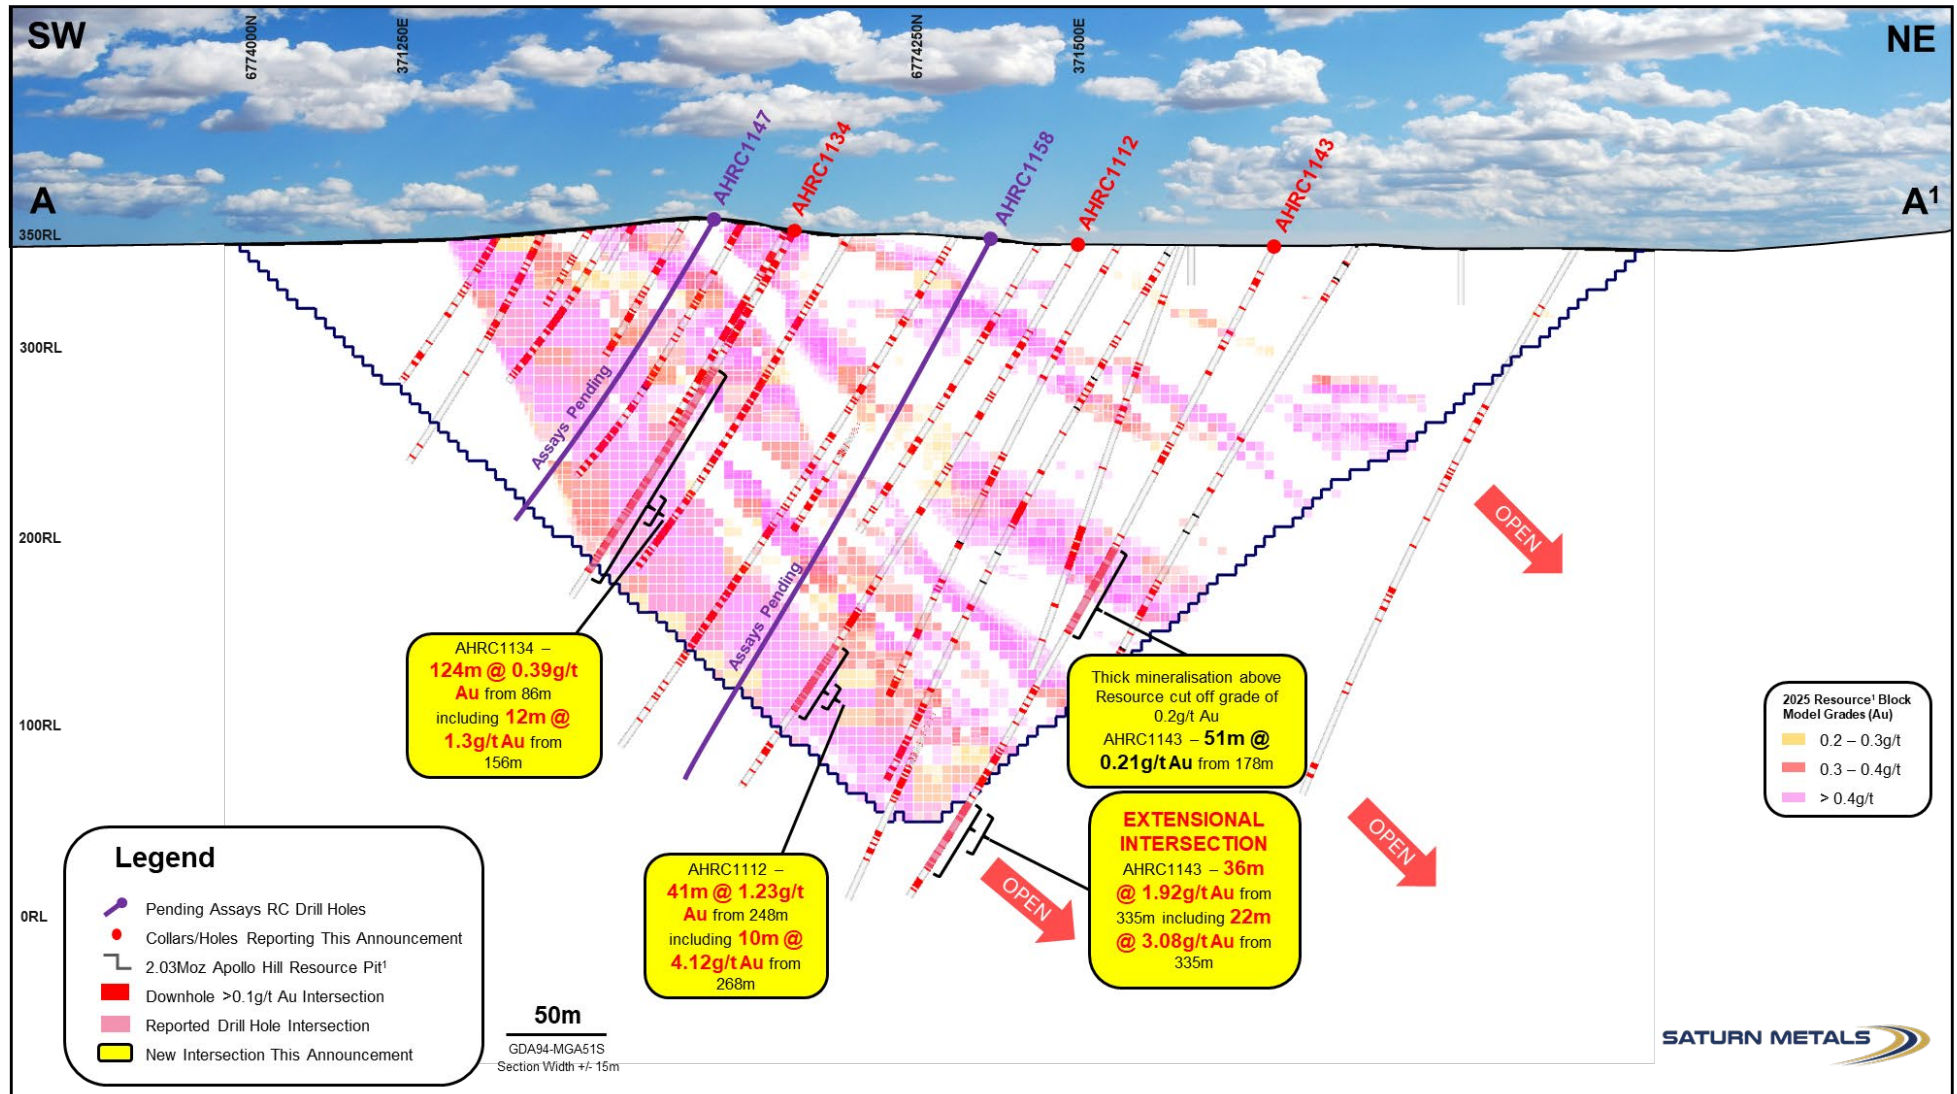 SW
NE
6774000N
371250E
6774250N
371500E
AHRC1147
AHRC1134
AHRC1158
AHRC1112
AHRC1143
A
A¹
350RL
300RL
200RL
100RL
0RL
Assays Pending
Assays Pending
OPEN
OPEN
OPEN
AHRC1134 –
124m @ 0.39g/t
Au from 86m
including 12m @
1.3g/t Au from
156m
AHRC1112 –
41m @ 1.23g/t
Au from 248m
including 10m @
4.12g/t Au from
268m
Thick mineralisation above
Resource cut off grade of
0.2g/t Au
AHRC1143 – 51m @
0.21g/t Au from 178m
EXTENSIONAL
INTERSECTION
AHRC1143 – 36m
@ 1.92g/t Au from
335m including 22m
@ 3.08g/t Au from
335m
2025 Resource¹ Block
Model Grades (Au)
0.2 – 0.3g/t
0.3 – 0.4g/t
> 0.4g/t
Legend
Pending Assays RC Drill Holes
Collars/Holes Reporting This Announcement
2.03Moz Apollo Hill Resource Pit¹
Downhole >0.1g/t Au Intersection
Reported Drill Hole Intersection
New Intersection This Announcement
50m
GDA94-MGA51S
Section Width +/- 15m
SATURN METALS